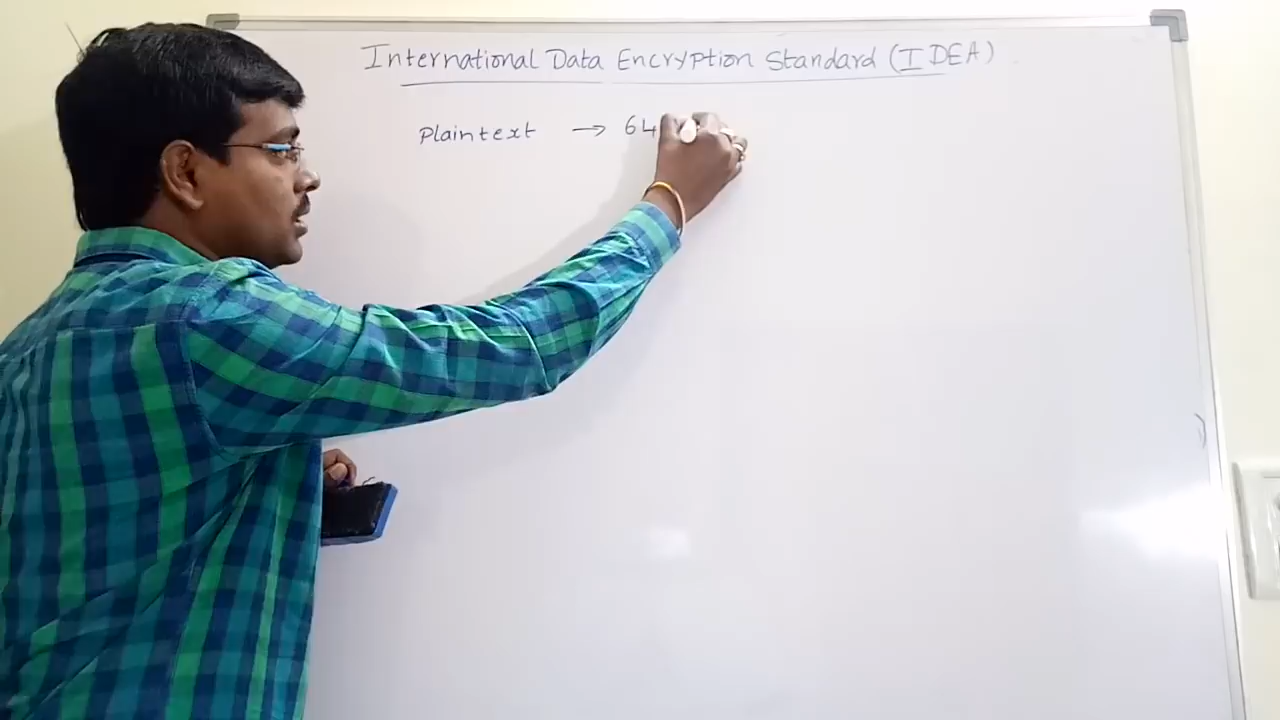 International Data Encryption Standard (IDEA)
Plaintext → 64